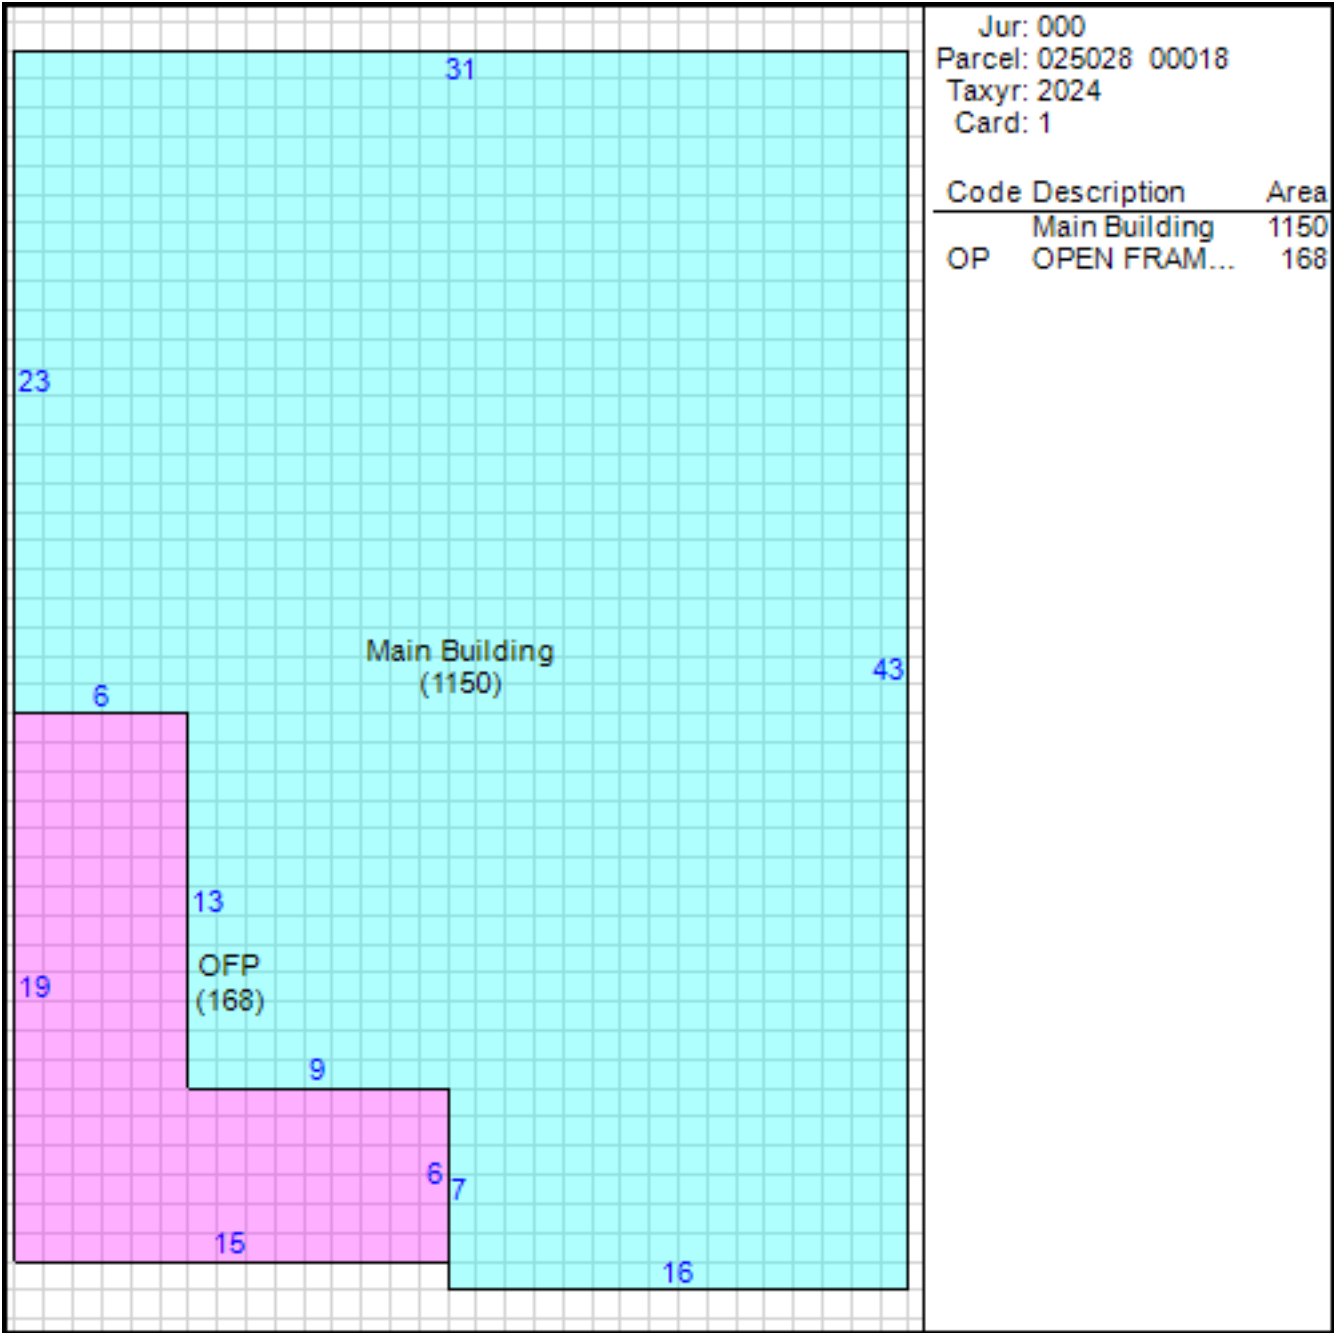 Jur: 000
Parcel: 025028 00018
Taxyr: 2024
Card: 1
Code Description Area
Main Building 1150
OP OPEN FRAM... 168
31
23
Main Building
(1150)
43
6
13
OFP
(168)
19
9
6
7
15
16